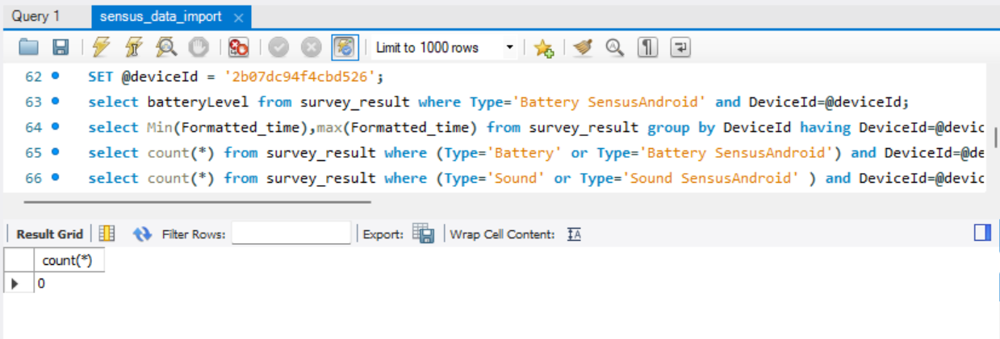 Query 1 sensus_data_import
Limit to 1000 rows
62 SET @deviceId = '2b07dc94f4cbd526';
63 select batteryLevel from survey_result where Type='Battery SensusAndroid' and DeviceId=@deviceId;
64 select Min(Formatted_time),max(Formatted_time) from survey_result group by DeviceId having DeviceId=@devic
65 select count(*) from survey_result where (Type='Battery' or Type='Battery SensusAndroid') and DeviceId=@de
66 select count(*) from survey_result where (Type='Sound' or Type='Sound SensusAndroid' ) and DeviceId=@devic
Result Grid Filter Rows: Export: Wrap Cell Content:
count(*)
0